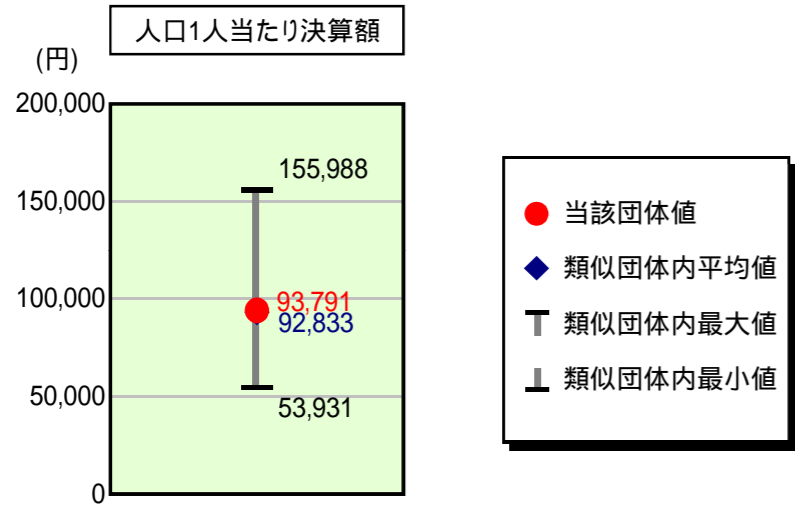 人口1人当たり決算額
(円)
200,000
150,000
100,000
50,000
0
155,988
93,791
92,833
53,931
当該団体値
類似団体内平均値
類似団体内最大値
類似団体内最小値